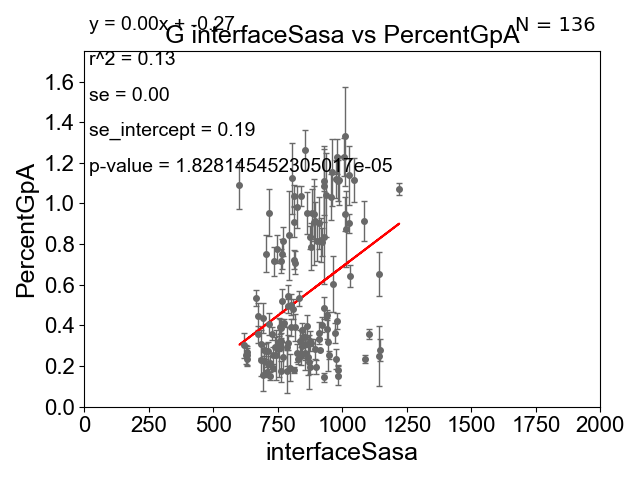 y = 0.00x + -0.27
N = 136
G interfaceSasa vs PercentGpA
r^2 = 0.13
se = 0.00
se_intercept = 0.19
p-value = 1.828145452305017e-05
PercentGpA
1.6
1.4
1.2
1.0
0.8
0.6
0.4
0.2
0.0
0 250 500 750 1000 1250 1500 1750 2000
interfaceSasa